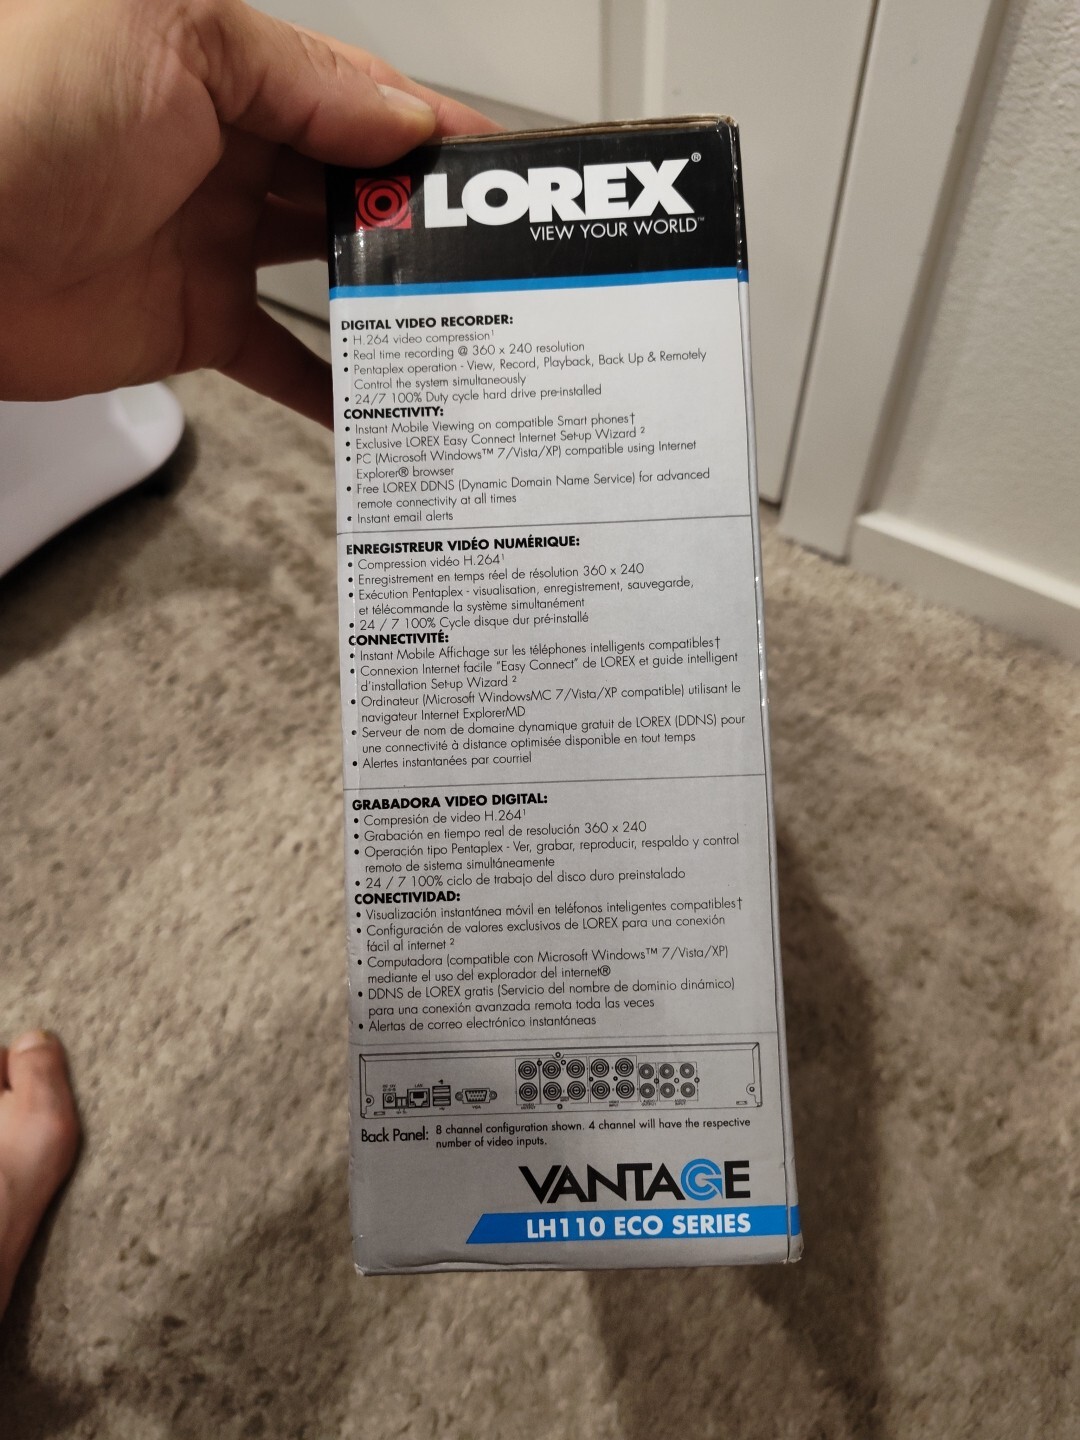 LOREX®
VIEW YOUR WORLD™
DIGITAL VIDEO RECORDER:
• H.264 video compression¹
• Real time recording @ 360 x 240 resolution
• Pentaplex operation - View, Record, Playback, Back Up & Remotely
Control the system simultaneously
• 24/7 100% Duty cycle hard drive pre-installed
CONNECTIVITY:
• Instant Mobile Viewing on compatible Smart phones†
• Exclusive LOREX Easy Connect Internet Set-up Wizard ²
• PC (Microsoft Windows™ 7/Vista/XP) compatible using Internet
Explorer® browser
• Free LOREX DDNS (Dynamic Domain Name Service) for advanced
remote connectivity at all times
• Instant email alerts
ENREGISTREUR VIDÉO NUMÉRIQUE:
• Compression vidéo H.264¹
• Enregistrement en temps réel de résolution 360 x 240
• Exécution Pentaplex - visualisation, enregistrement, sauvegarde,
et télécommande la système simultanément
• 24 / 7 100% Cycle disque dur pré-installé
CONNECTIVITÉ:
• Instant Mobile Affichage sur les téléphones intelligents compatibles†
• Connexion Internet facile "Easy Connect" de LOREX et guide intelligent
d'installation Set-up Wizard ²
• Ordinateur (Microsoft WindowsMC 7/Vista/XP compatible) utilisant le
navigateur Internet ExplorerMD
• Serveur de nom de domaine dynamique gratuit de LOREX (DDNS) pour
une connectivité à distance optimisée disponible en tout temps
• Alertes instantanées par courriel
GRABADORA VIDEO DIGITAL:
• Compresión de video H.264¹
• Grabación en tiempo real de resolución 360 x 240
• Operación tipo Pentaplex - Ver, grabar, reproducir, respaldo y control
remoto de sistema simultáneamente
• 24 / 7 100% ciclo de trabajo del disco duro preinstalado
CONECTIVIDAD:
• Visualización instantánea móvil en teléfonos inteligentes compatibles†
• Configuración de valores exclusivos de LOREX para una conexión
fácil al internet ²
• Computadora (compatible con Microsoft Windows™ 7/Vista/XP)
mediante el uso del explorador del internet®
• DDNS de LOREX gratis (Servicio del nombre de dominio dinámico)
para una conexión avanzada remota toda las veces
• Alertas de correo electrónico instantáneas
LAN
VGA
Back Panel: 8 channel configuration shown. 4 channel will have the respective
number of video inputs.
VANTAGE
LH110 ECO SERIES